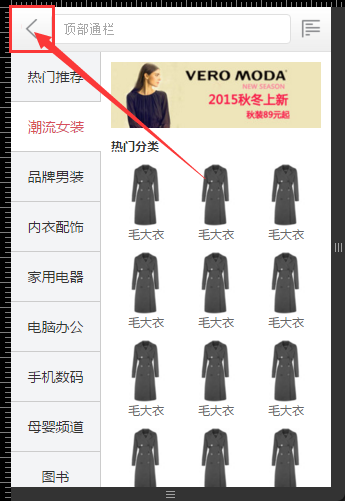 顶部通栏
热门推荐
潮流女装
品牌男装
内衣配饰
家用电器
电脑办公
手机数码
母婴频道
图书
VERO MODA
NEW SEASON
2015秋冬上新
秋装89元起
热门分类
毛大衣 毛大衣 毛大衣
毛大衣 毛大衣 毛大衣
毛大衣 毛大衣 毛大衣